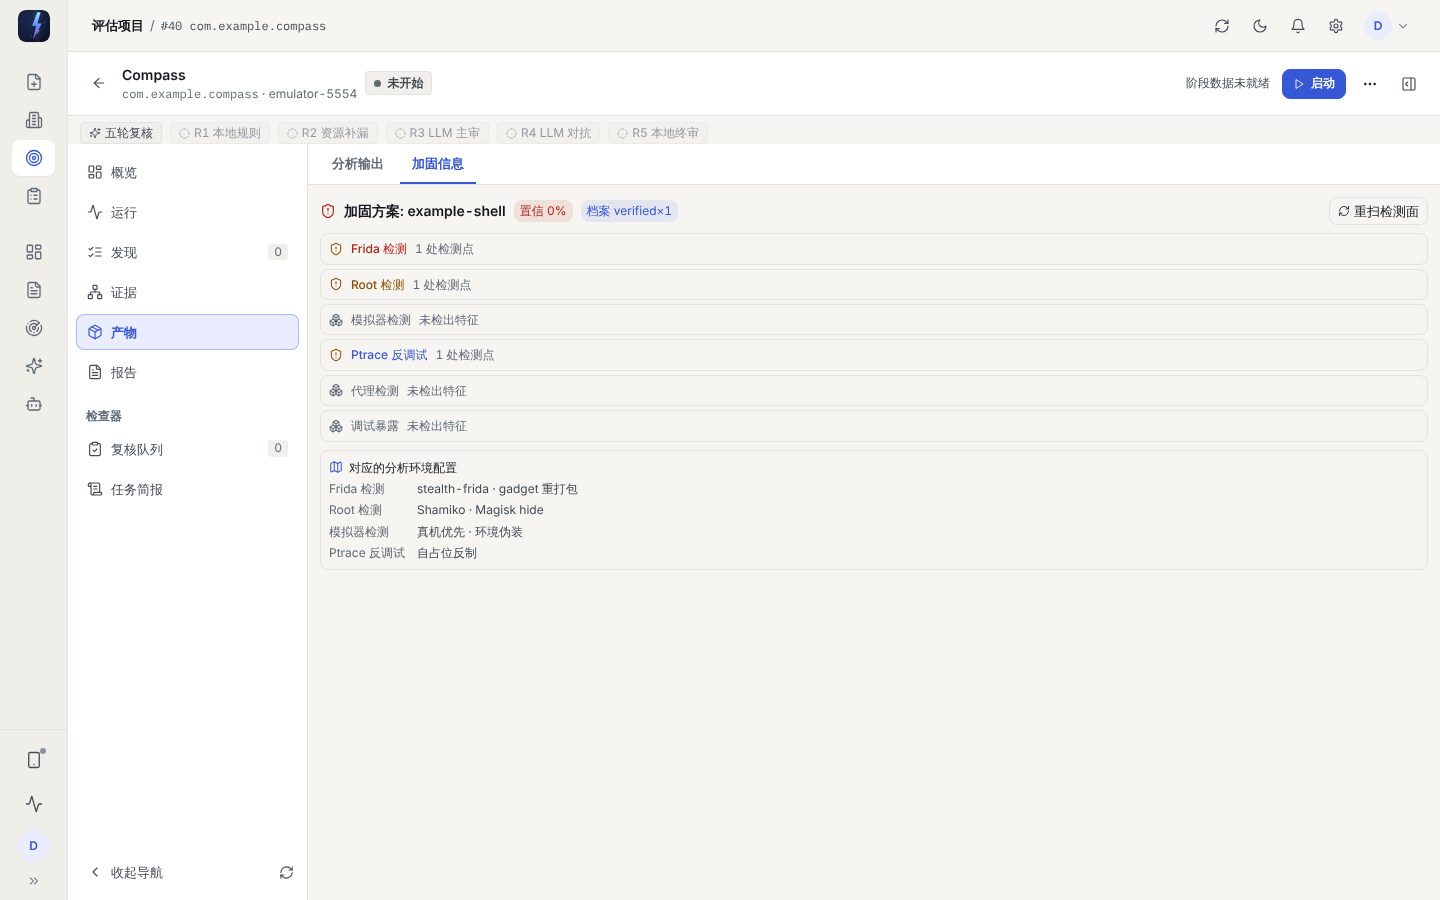 评估项目 / #40 com.example.compass
D
Compass
com.example.compass · emulator-5554
未开始
阶段数据未就绪
启动
五轮复核
R1 本地规则
R2 资源补漏
R3 LLM 主审
R4 LLM 对抗
R5 本地终审
概览
运行
发现 0
证据
产物
报告
检查器
复核队列 0
任务简报
收起导航
D
分析输出
加固信息
加固方案: example-shell
置信 0%
档案 verified×1
重扫检测面
Frida 检测 1 处检测点
Root 检测 1 处检测点
模拟器检测 未检出特征
Ptrace 反调试 1 处检测点
代理检测 未检出特征
调试暴露 未检出特征
对应的分析环境配置
Frida 检测 stealth-frida · gadget 重打包
Root 检测 Shamiko · Magisk hide
模拟器检测 真机优先 · 环境伪装
Ptrace 反调试 自占位反制